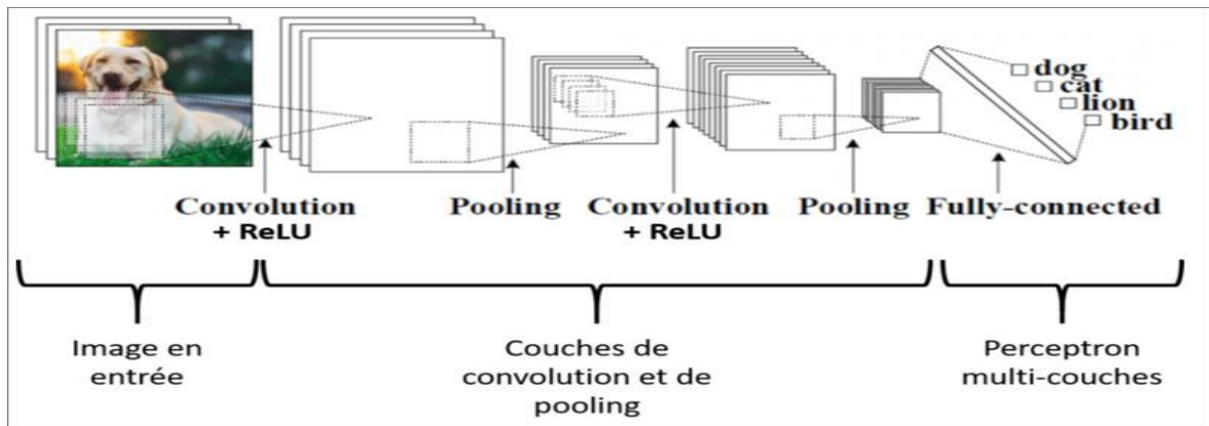 dog
cat
lion
bird
Convolution
+ ReLU
Pooling
Convolution
+ ReLU
Pooling
Fully-connected
Image en
entrée
Couches de
convolution et de
pooling
Perceptron
multi-couches